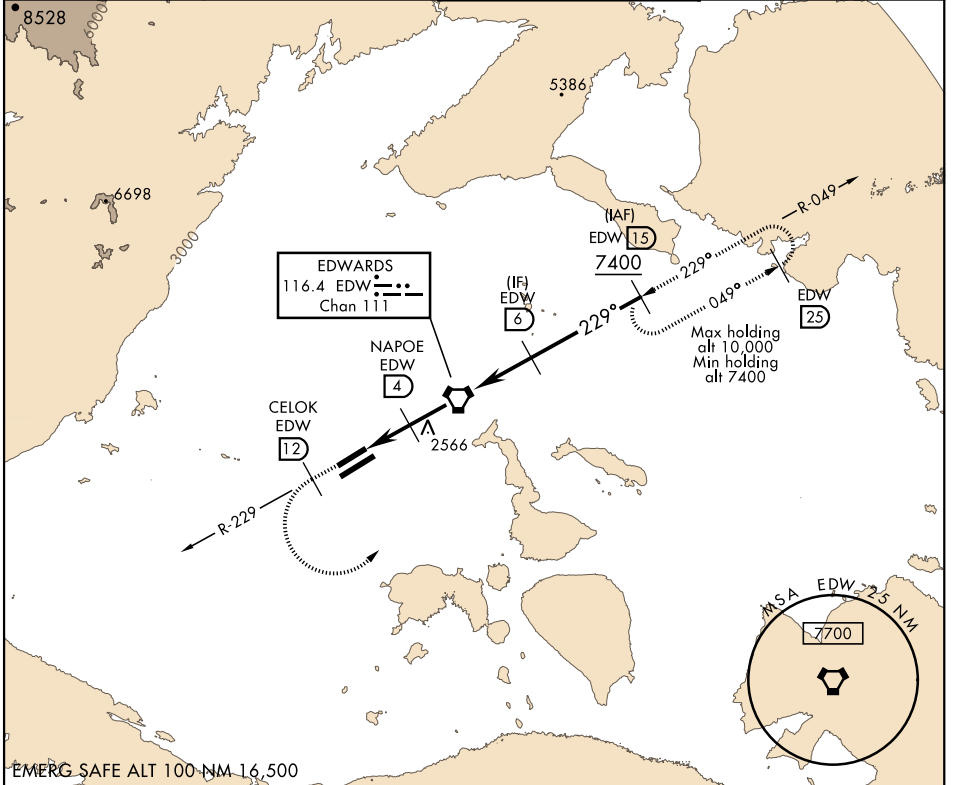 8528
6000
5386
6698
3000
R-049
(IAF)
EDW 15
7400
229°
049°
EDW
25
EDWARDS
116.4 EDW
Chan 111
(IF)
EDW
6
229°
Max holding
alt 10,000
Min holding
alt 7400
NAPOE
EDW
4
2566
CELOK
EDW
12
R-229
MSA EDW 25 NM
7700
EMERG SAFE ALT 100 NM 16,500